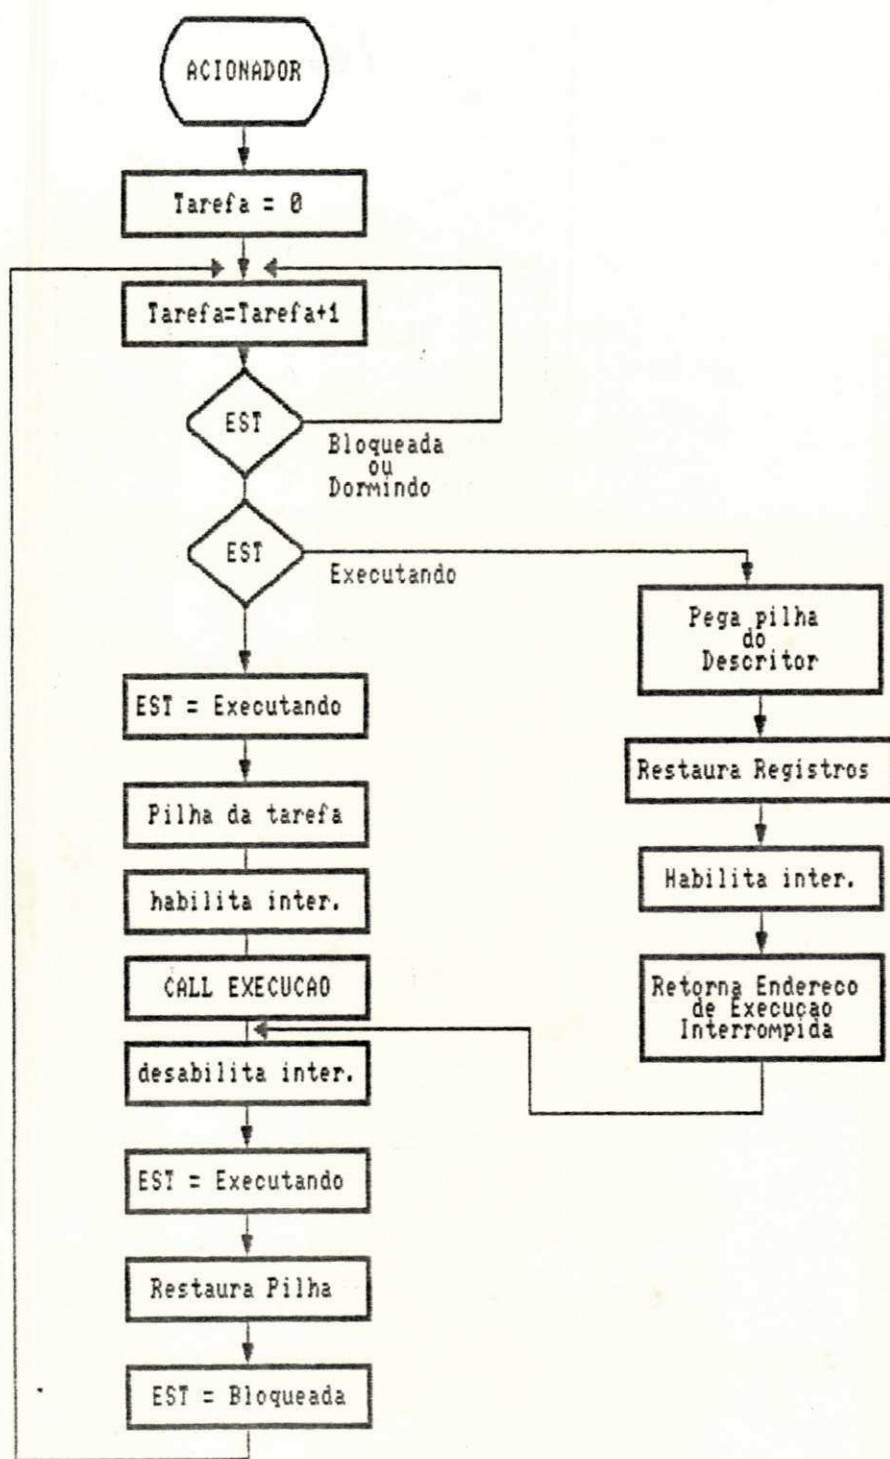 ACIONADOR
Tarefa = 0
Tarefa=Tarefa+1
EST
Bloqueada
ou
Dormindo
EST
Executando
Pega pilha
do
Descritor
EST = Executando
Restaura Registros
Pilha da tarefa
Habilita inter.
habilita inter.
CALL EXECUCAO
Retorna Endereco
de Execuçao
Interrompida
desabilita inter.
EST = Executando
Restaura Pilha
EST = Bloqueada